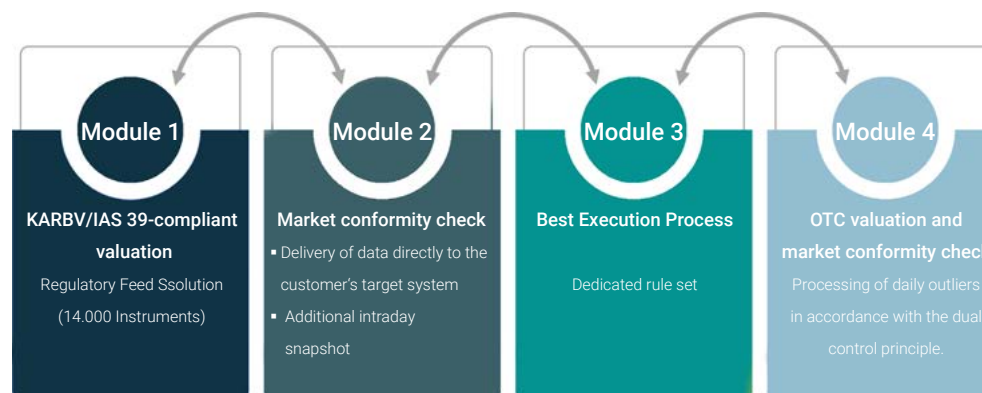 Module 1
KARBV/IAS 39-compliant
valuation
Regulatory Feed Ssolution
(14.000 Instruments)
Module 2
Market conformity check
▪ Delivery of data directly to the
customer's target system
▪ Additional intraday
snapshot
Module 3
Best Execution Process
Dedicated rule set
Module 4
OTC valuation and
market conformity chec
Processing of daily outliers
in accordance with the dual
control principle.